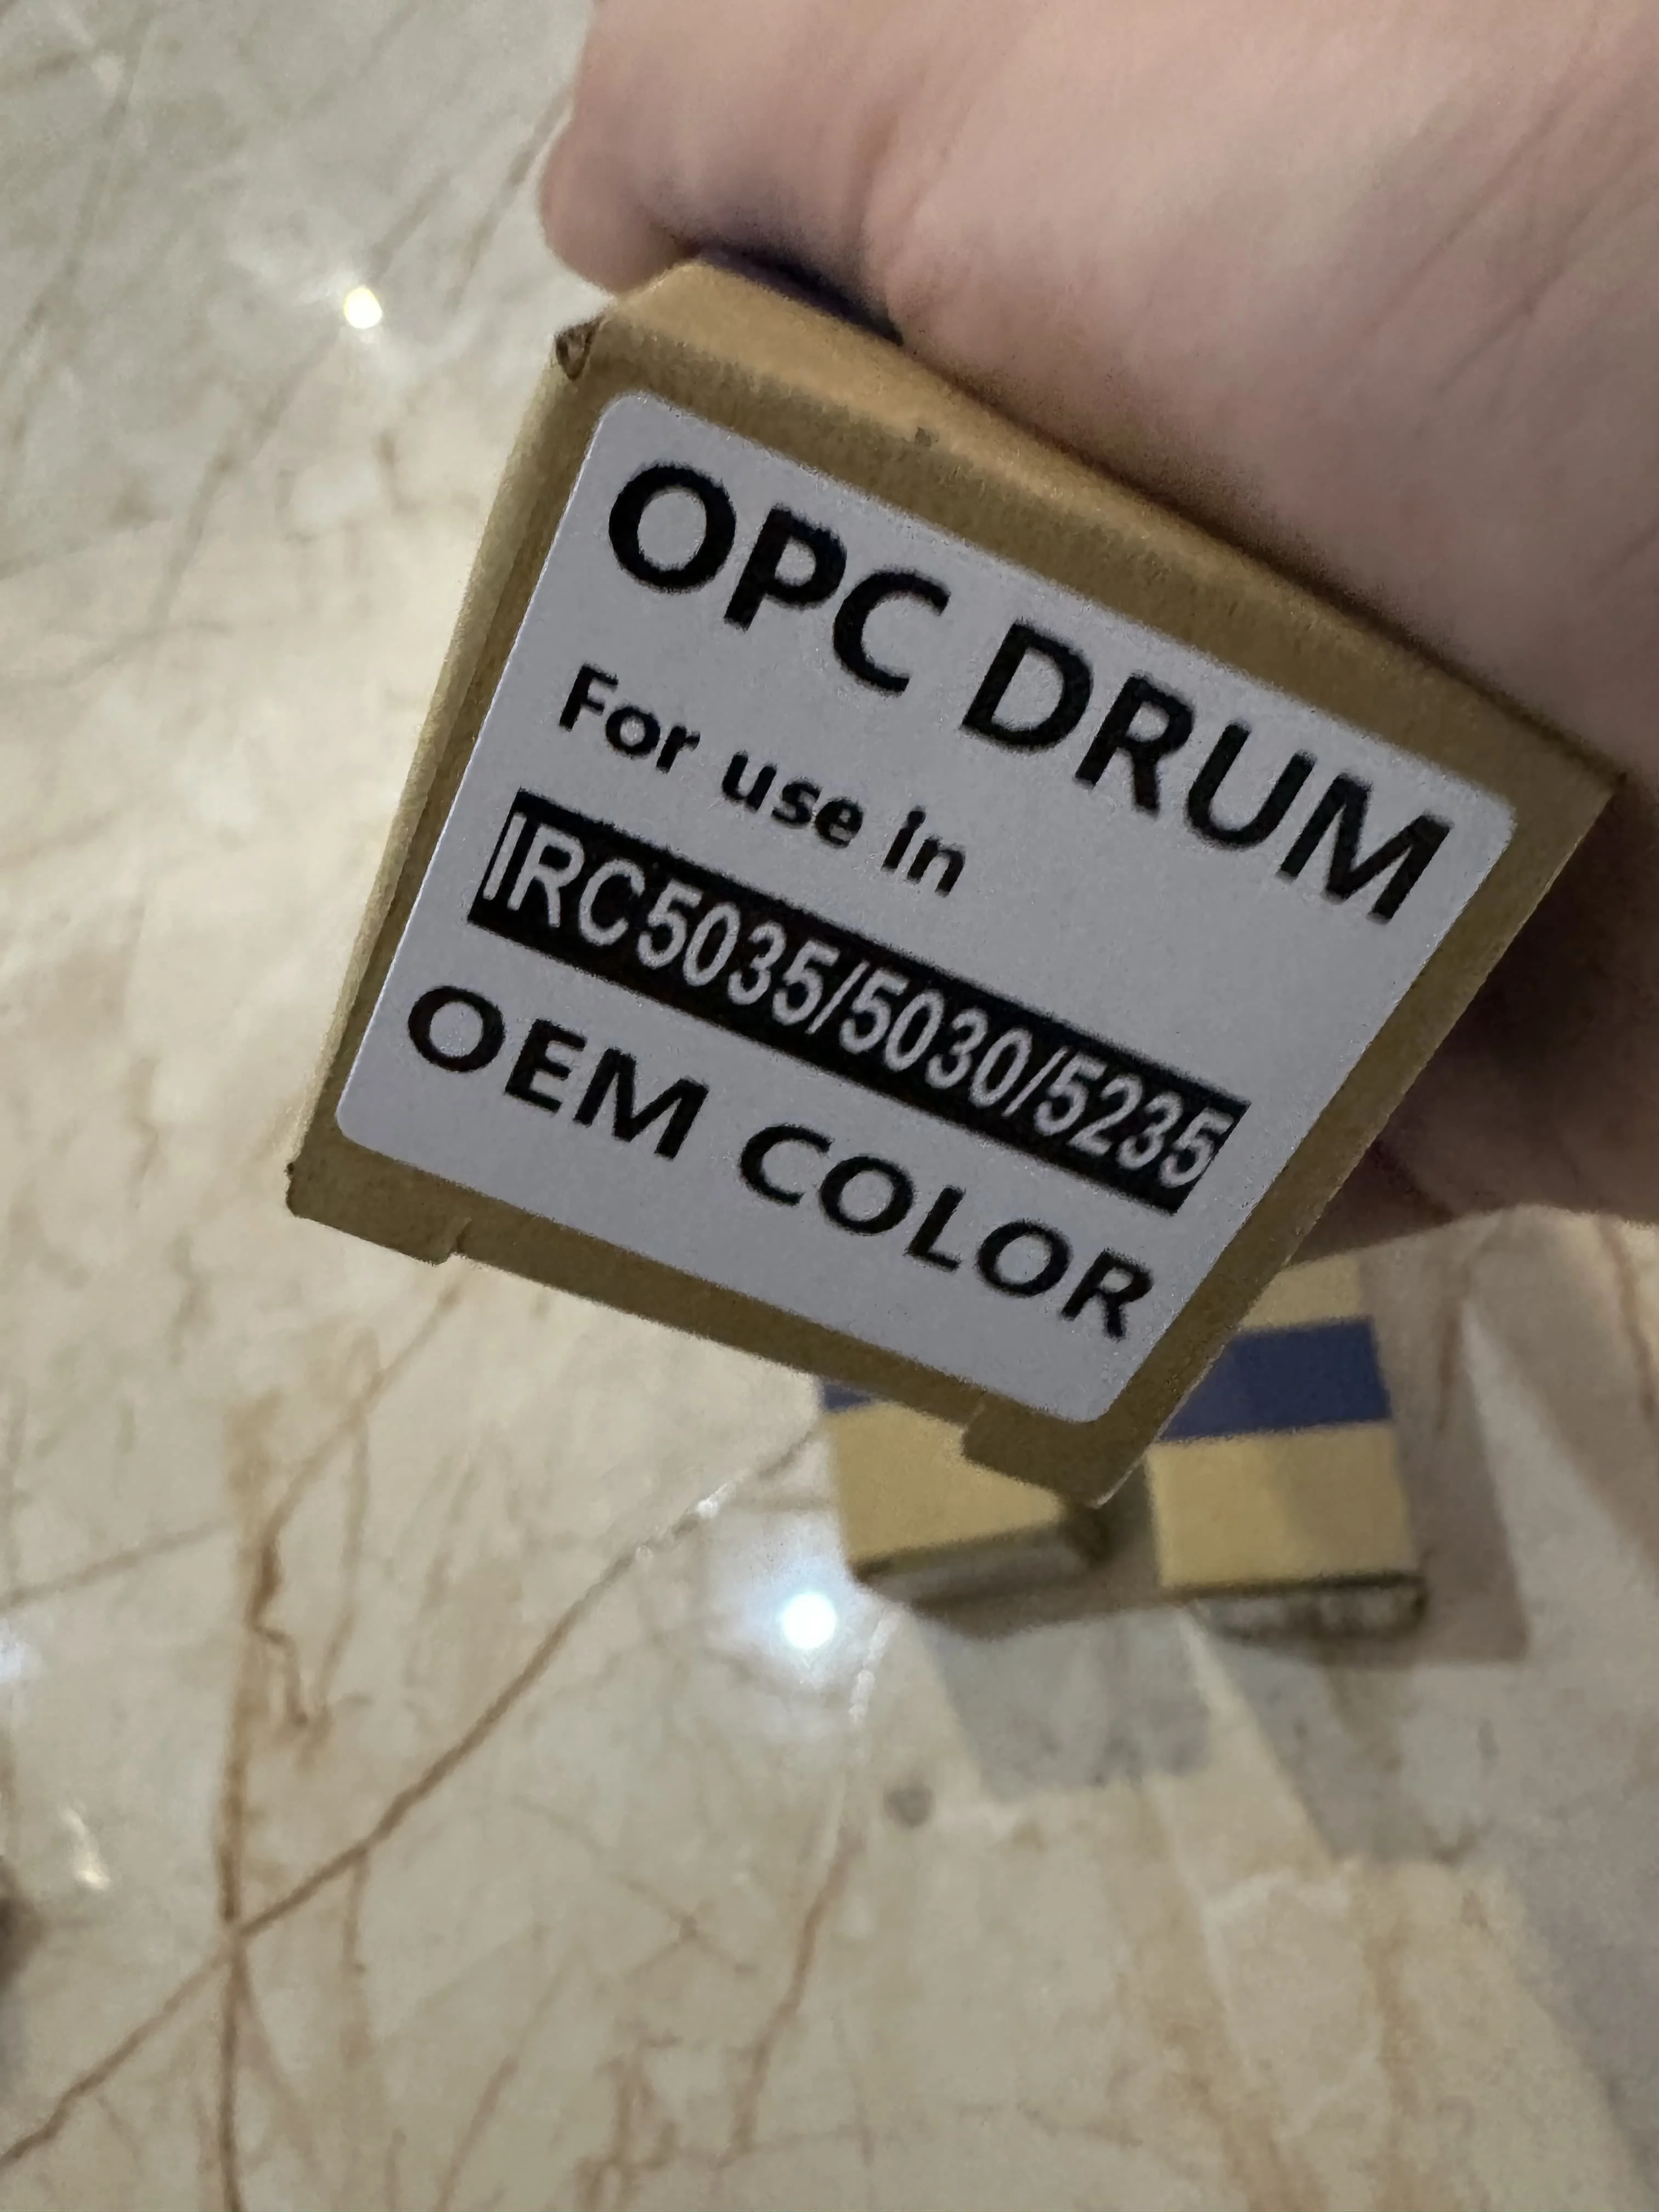 OPC DRUM
For use in
IRC5035/5030/5235
OEM COLOR